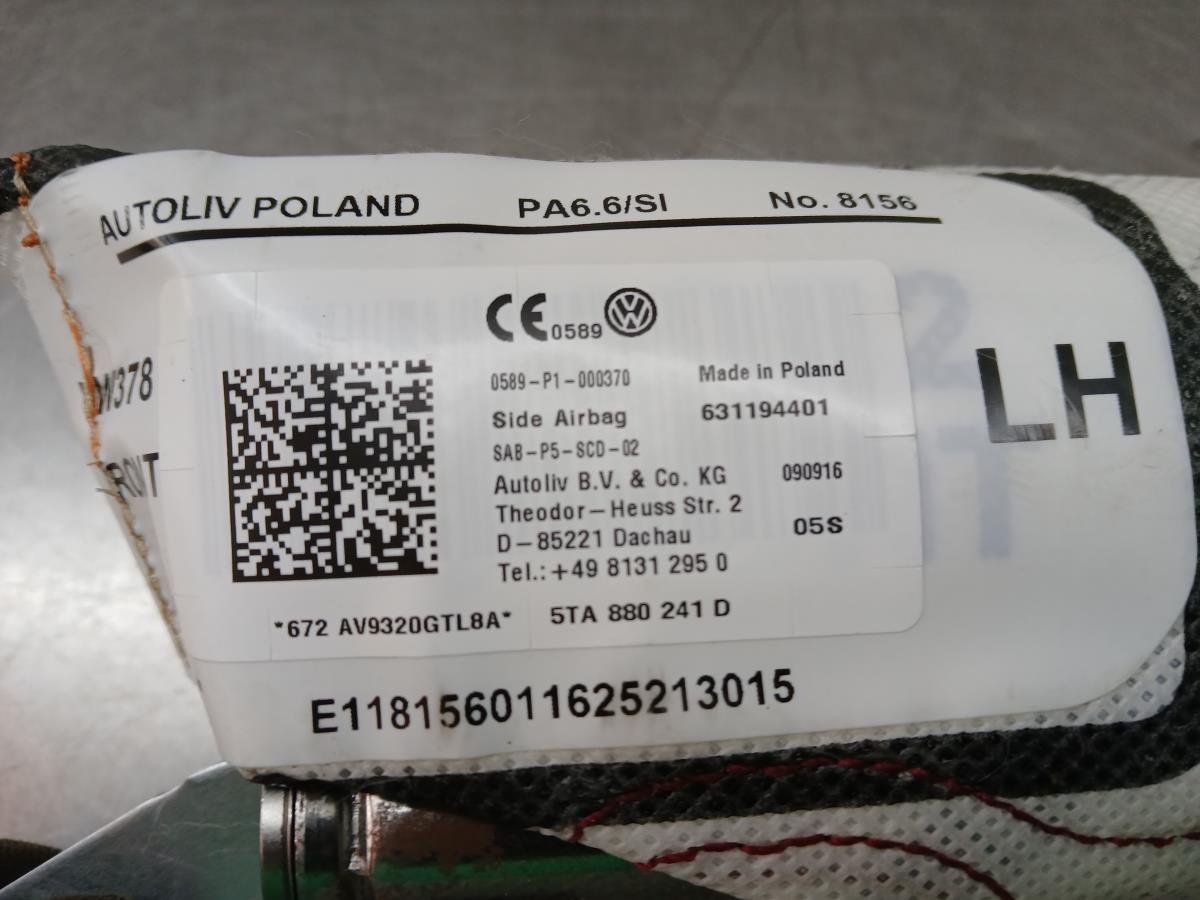 AUTOLIV POLAND PA6.6/SI No. 8156
CE 0589
0589-P1-000370 Made in Poland
Side Airbag 631194401
SAB-P5-SCD-02
Autoliv B.V. & Co. KG 090916
Theodor-Heuss Str. 2
D-85221 Dachau 05S
Tel.: +49 8131 295 0
*672 AV9320GTL8A* 5TA 880 241 D
E118156011625213015
LH